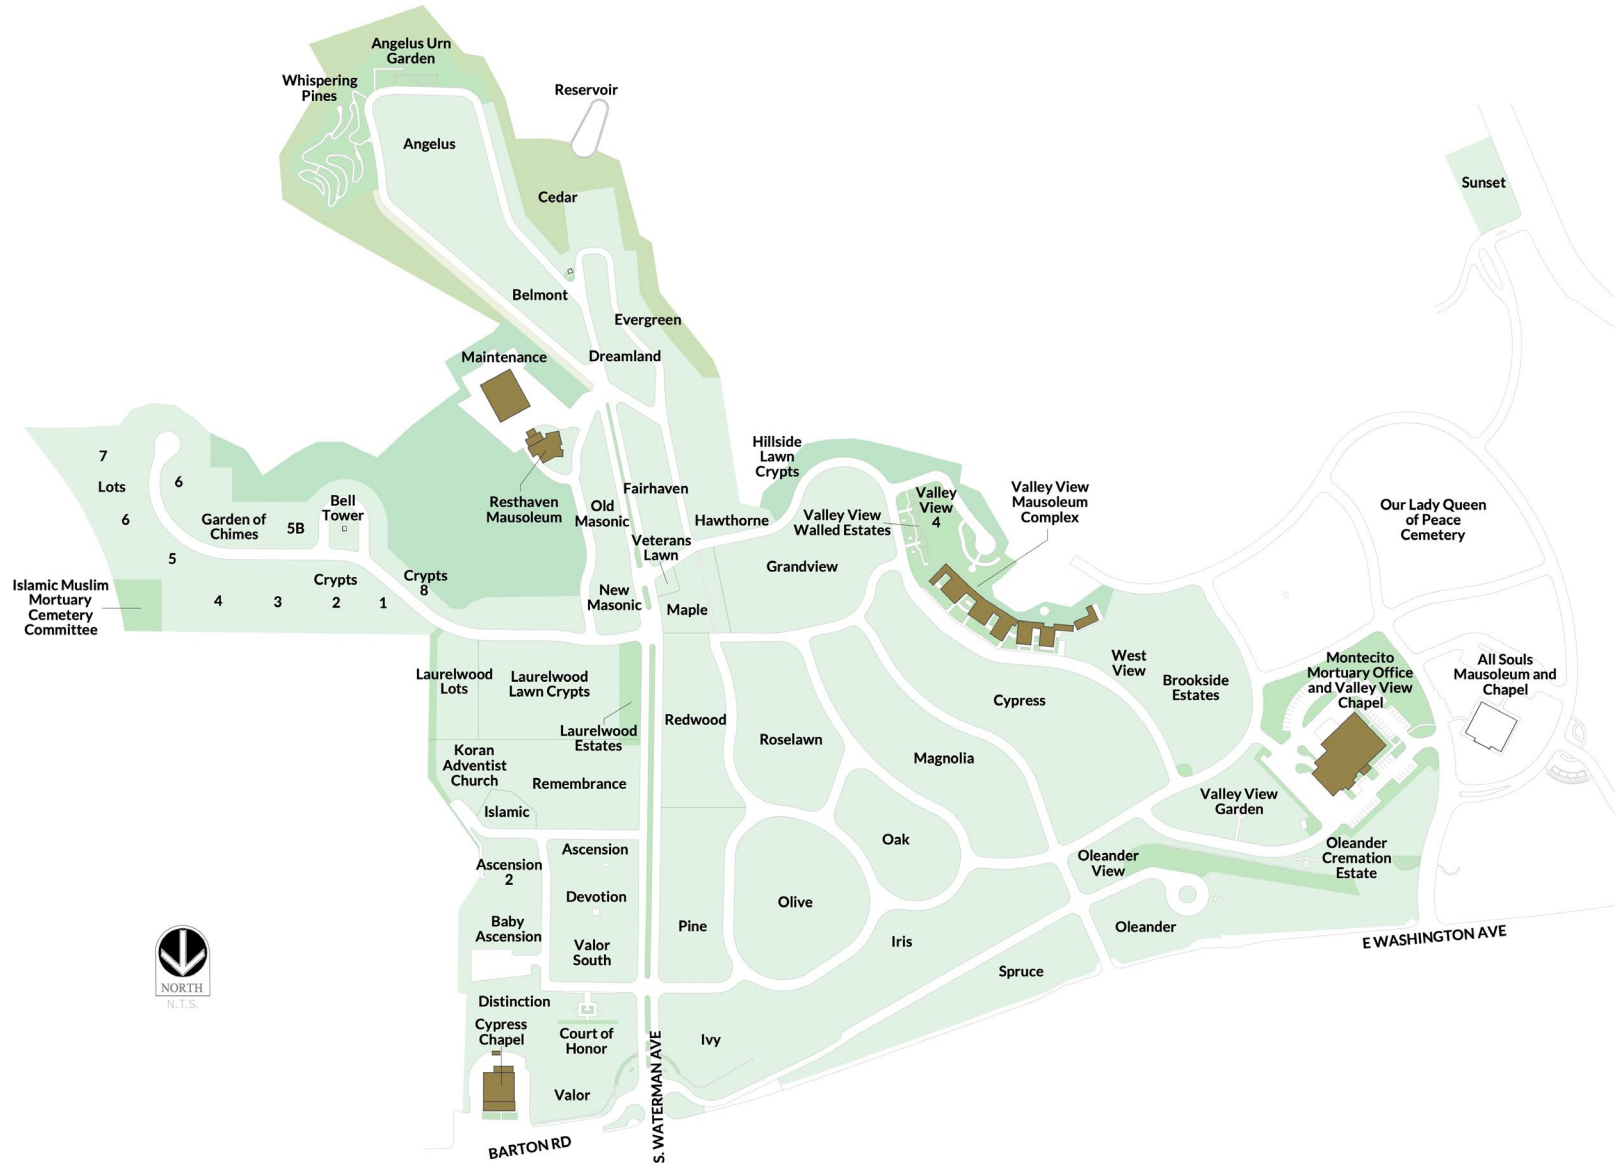 Angelus Urn
Garden
Whispering
Pines
Reservoir
Angelus
Sunset
Cedar
Belmont
Evergreen
Maintenance
Dreamland
Hillside
Lawn
Crypts
7
Lots
6
6
Garden of
Chimes
5B
Bell
Tower
Resthaven
Mausoleum
Old
Masonic
Fairhaven
Hawthorne
Veterans
Lawn
Valley View
Walled Estates
Valley
View
4
Valley View
Mausoleum
Complex
Our Lady Queen
of Peace
Cemetery
5
Grandview
Islamic Muslim
Mortuary
Cemetery
Committee
4
3
Crypts
2
1
Crypts
8
New
Masonic
Maple
Laurelwood
Lots
Laurelwood
Lawn Crypts
Laurelwood
Estates
Redwood
Roselawn
Cypress
West
View
Brookside
Estates
Montecito
Mortuary Office
and Valley View
Chapel
All Souls
Mausoleum and
Chapel
Koran
Adventist
Church
Remembrance
Islamic
Magnolia
Valley View
Garden
Ascension
Ascension
2
Oak
Oleander
View
Oleander
Cremation
Estate
Devotion
Olive
Baby
Ascension
Valor
South
Pine
Iris
Oleander
E WASHINGTON AVE
Spruce
NORTH
N.T.S.
Distinction
Cypress
Chapel
Court of
Honor
Ivy
Valor
S. WATERMAN AVE
BARTON RD